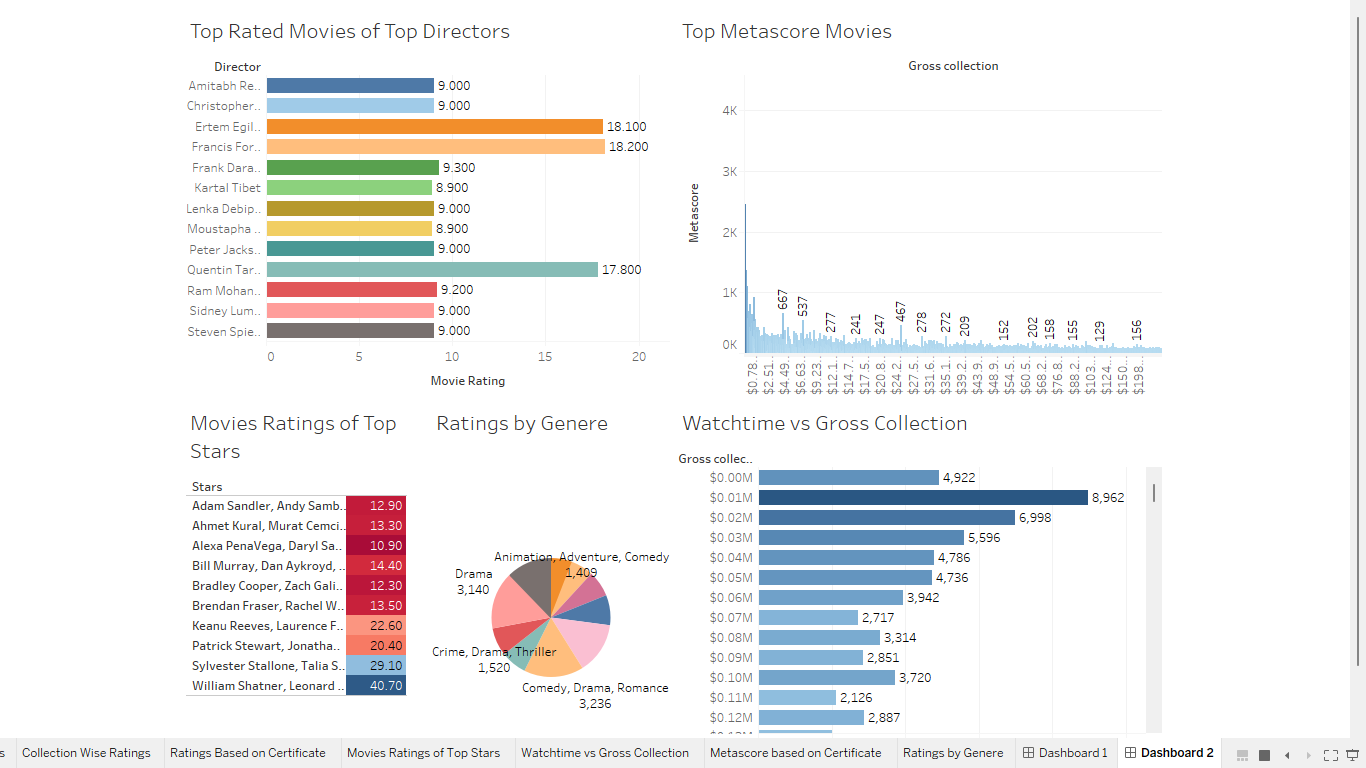 Top Rated Movies of Top Directors
Director
Amitabh Re..
9.000
Christopher..
9.000
Ertem Egil..
18.100
Francis For..
18.200
Frank Dara..
9.300
Kartal Tibet
8.900
Lenka Debip..
9.000
Moustapha ..
8.900
Peter Jacks..
9.000
Quentin Tar..
17.800
Ram Mohan..
9.200
Sidney Lum..
9.000
Steven Spie..
9.000
0 5 10 15 20
Movie Rating
Top Metascore Movies
Gross collection
Metascore
4K
3K
2K
1K
0K
667 537 277 241 247 467 278 272 209 152 202 158 155 129 156
$0.78.. $2.51.. $4.49.. $6.63.. $9.23.. $12.1.. $14.7.. $17.5.. $20.8.. $24.2.. $27.5.. $31.6.. $35.1.. $39.2.. $43.9.. $48.9.. $54.5.. $60.5.. $68.2.. $76.8.. $88.2.. $103.. $124.. $150.. $198..
Movies Ratings of Top
Stars
Stars
Adam Sandler, Andy Samb.. 12.90
Ahmet Kural, Murat Cemci.. 13.30
Alexa PenaVega, Daryl Sa.. 10.90
Bill Murray, Dan Aykroyd, .. 14.40
Bradley Cooper, Zach Gali.. 12.30
Brendan Fraser, Rachel W.. 13.50
Keanu Reeves, Laurence F.. 22.60
Patrick Stewart, Jonatha.. 20.40
Sylvester Stallone, Talia S.. 29.10
William Shatner, Leonard .. 40.70
Ratings by Genere
Animation, Adventure, Comedy
1,409
Drama
3,140
Crime, Drama, Thriller
1,520
Comedy, Drama, Romance
3,236
Watchtime vs Gross Collection
Gross collec..
$0.00M 4,922
$0.01M 8,962
$0.02M 6,998
$0.03M 5,596
$0.04M 4,786
$0.05M 4,736
$0.06M 3,942
$0.07M 2,717
$0.08M 3,314
$0.09M 2,851
$0.10M 3,720
$0.11M 2,126
$0.12M 2,887
s Collection Wise Ratings Ratings Based on Certificate Movies Ratings of Top Stars Watchtime vs Gross Collection Metascore based on Certificate Ratings by Genere Dashboard 1 Dashboard 2